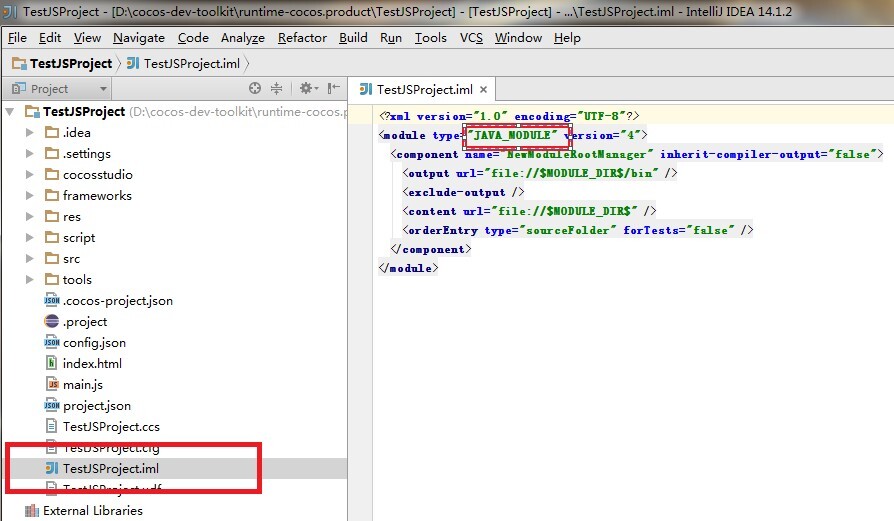 TestJSProject - [D:\cocos-dev-toolkit\runtime-cocos.product\TestJSProject] - [TestJSProject] - ...\TestJSProject.iml - IntelliJ IDEA 14.1.2
File Edit View Navigate Code Analyze Refactor Build Run Tools VCS Window Help
TestJSProject TestJSProject.iml
Project
TestJSProject.iml
TestJSProject (D:\cocos-dev-toolkit\runtime-cocos.p
.idea
.settings
cocosstudio
frameworks
res
script
src
tools
.cocos-project.json
.project
config.json
index.html
main.js
project.json
TestJSProject.ccs
TestJSProject.cfg
TestJSProject.iml
TestJSProject.udf
External Libraries
<?xml version="1.0" encoding="UTF-8"?>
<module type="JAVA_MODULE" version="4">
<component name="NewModuleRootManager" inherit-compiler-output="false">
<output url="file://$MODULE_DIR$/bin" />
<exclude-output />
<content url="file://$MODULE_DIR$" />
<orderEntry type="sourceFolder" forTests="false" />
</component>
</module>